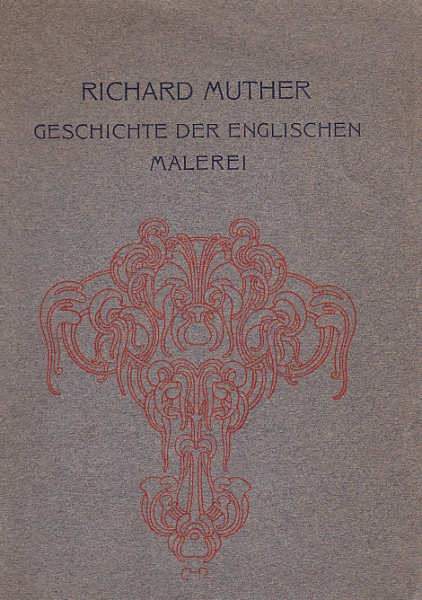 RICHARD MUTHER
GESCHICHTE DER ENGLISCHEN
MALEREI